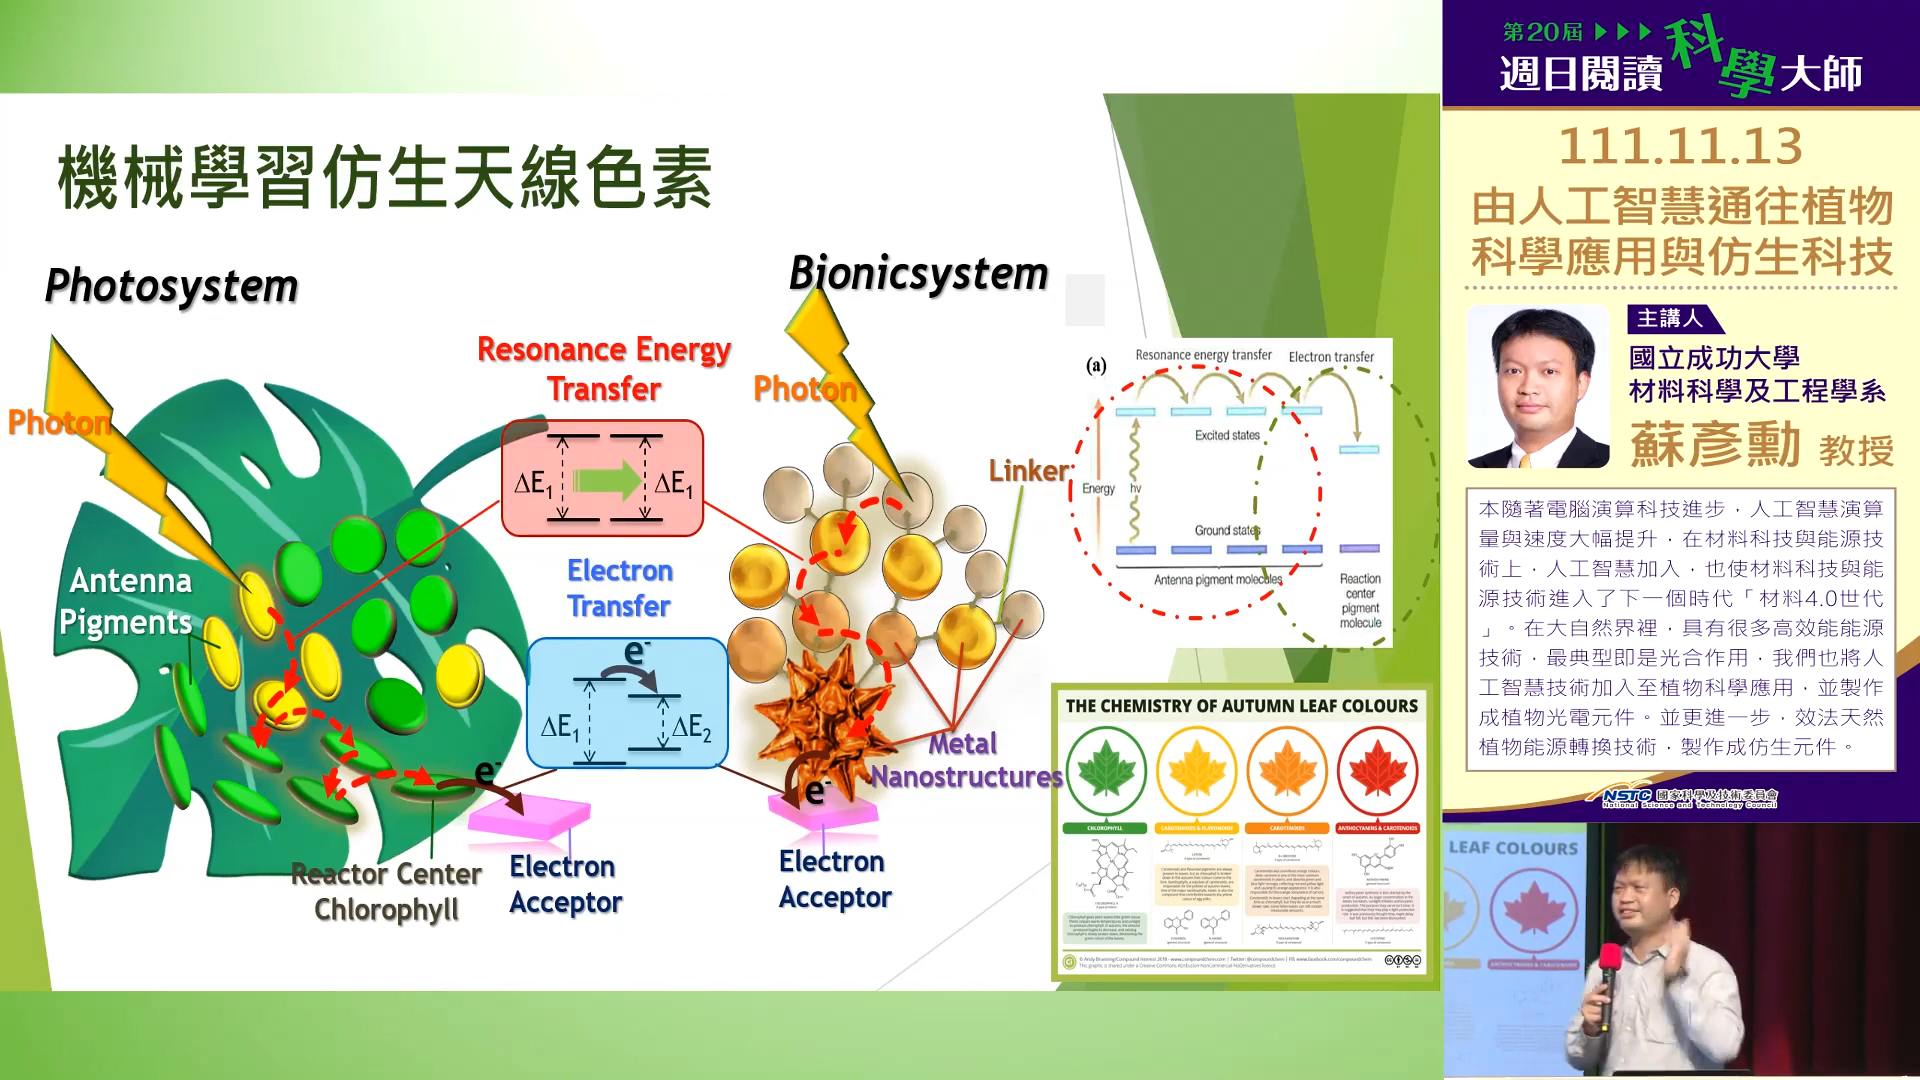 機械學習仿生天線色素
Photosystem
Bionicsystem
Photon
Resonance Energy
Transfer
ΔE1
ΔE1
Photon
Linker
Antenna
Pigments
Electron
Transfer
e-
ΔE1
ΔE2
e-
e-
Metal
Nanostructures
Reactor Center
Chlorophyll
Electron
Acceptor
Electron
Acceptor
(a)
Resonance energy transfer
Electron transfer
Excited states
Energy
hv
Ground states
Antenna pigment molecules
Reaction
center
pigment
molecule
THE CHEMISTRY OF AUTUMN LEAF COLOURS
CHLOROPHYLL
CAROTENOIDS & FLAVONOIDS
CAROTENOIDS
ANTHOCYANINS & CAROTENOIDS
第20屆
週日閱讀科學大師
111.11.13
由人工智慧通往植物
科學應用與仿生科技
主講人
國立成功大學
材料科學及工程學系
蘇彥勳 教授
本隨著電腦演算科技進步，人工智慧演算
量與速度大幅提升，在材料科技與能源技
術上，人工智慧加入，也使材料科技與能
源技術進入了下一個時代「材料4.0世代
」。在大自然界裡，具有很多高效能能源
技術，最典型即是光合作用，我們也將人
工智慧技術加入至植物科學應用，並製作
成植物光電元件。並更進一步，效法天然
植物能源轉換技術，製作成仿生元件。
NSTC 國家科學及技術委員會
National Science and Technology Council
LEAF COLOURS
ANTHOCYANINS & CAROTENOIDS